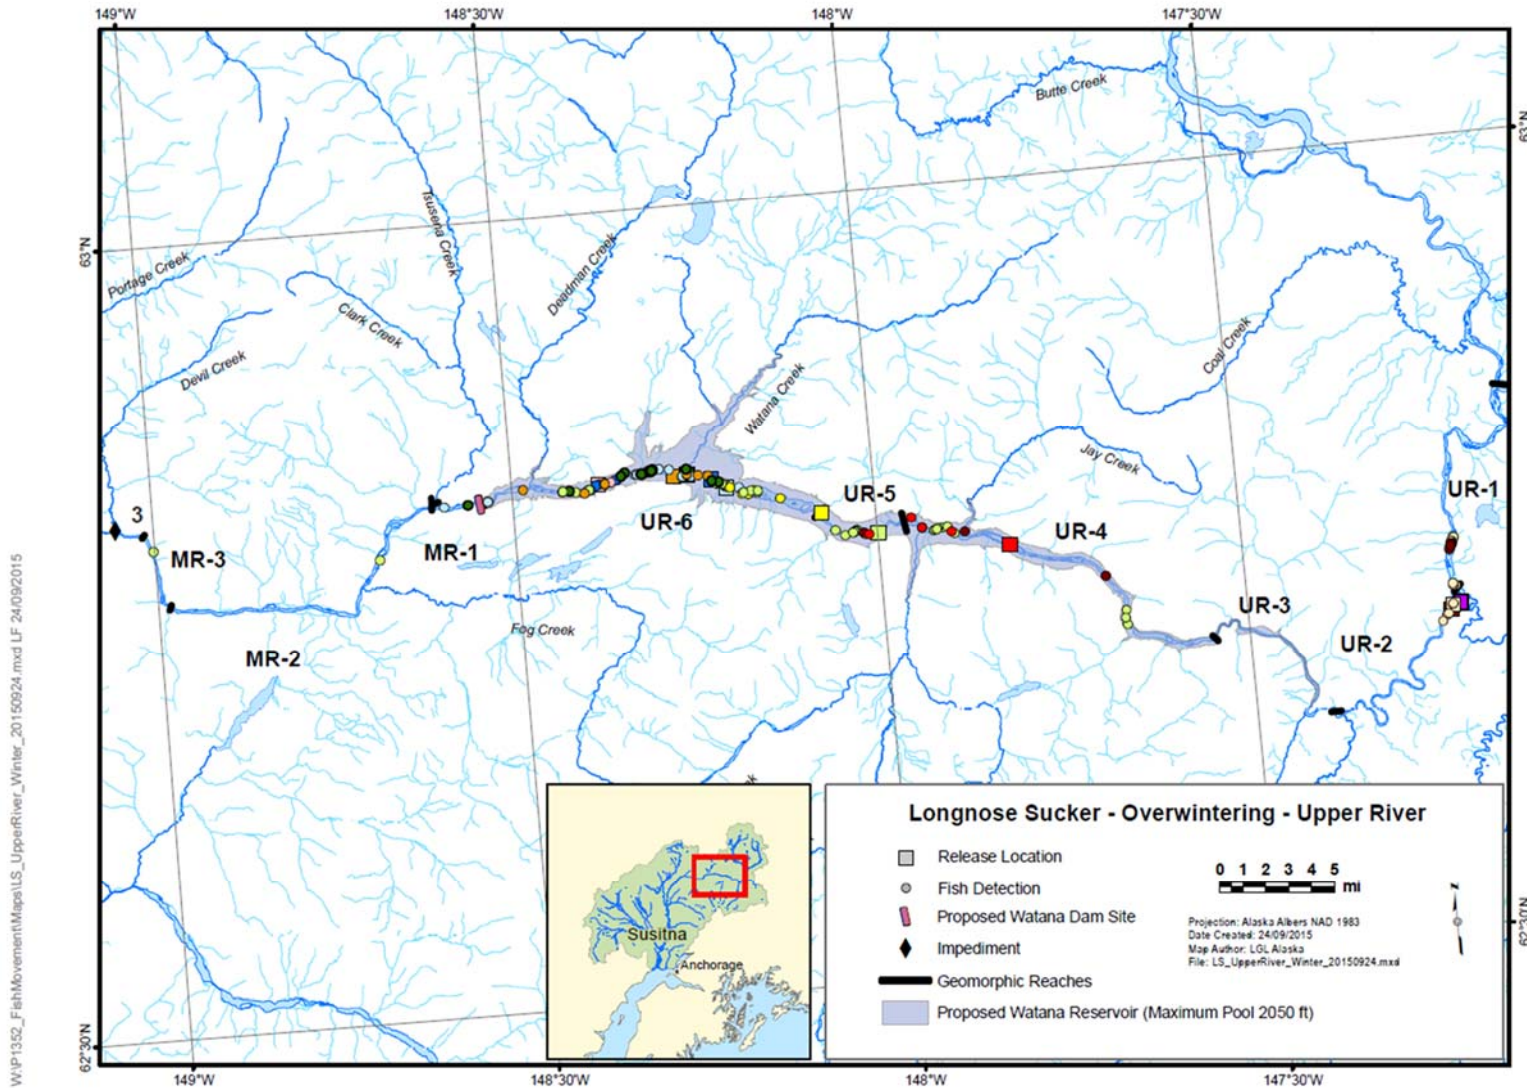 149°W
148°30'W
148°W
147°30'W
Butte Creek
63°N
63°N
Tsusena Creek
Deadman Creek
Portage Creek
Clark Creek
Devil Creek
Watana Creek
Coal Creek
Jay Creek
UR-1
UR-5
3
UR-6
UR-4
MR-1
MR-3
UR-3
Fog Creek
UR-2
MR-2
Longnose Sucker - Overwintering - Upper River
Release Location
Fish Detection
Proposed Watana Dam Site
Impediment
Geomorphic Reaches
Proposed Watana Reservoir (Maximum Pool 2050 ft)
0 1 2 3 4 5
mi
N
Projection: Alaska Albers NAD 1983
Date Created: 24/09/2015
Map Author: LGL Alaska
File: LS_UpperRiver_Winter_20150924.mxd
Susitna
Anchorage
62°30'N
62°30'N
149°W
148°30'W
148°W
147°30'W
W:\P1352_FishMovement\Maps\LS_UpperRiver_Winter_20150924.mxd LF 24/09/2015